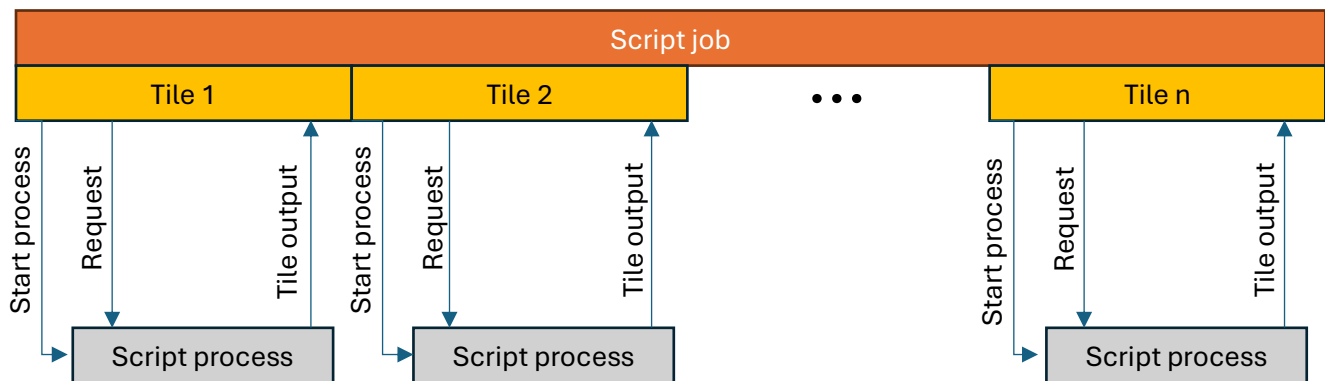 Script job
Tile 1
Tile 2
...
Tile n
Start process
Request
Tile output
Start process
Request
Tile output
Start process
Request
Tile output
Script process
Script process
Script process